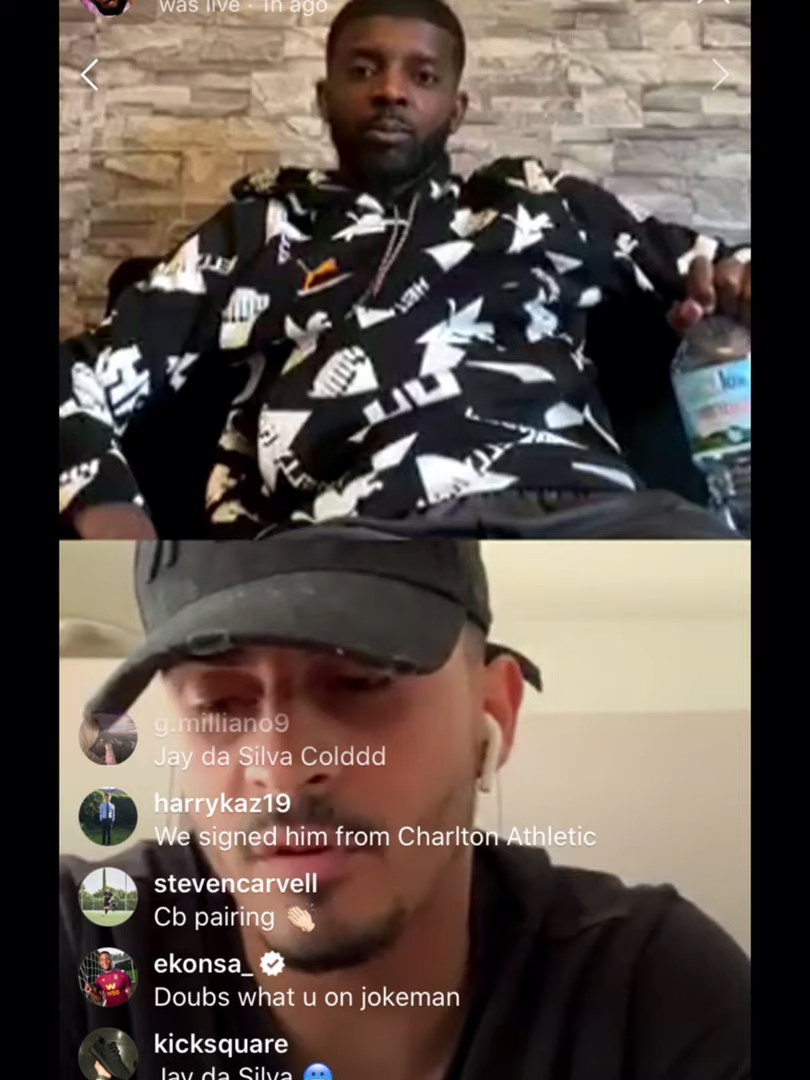 was live · 1h ago
g.milliano9
Jay da Silva Colddd
harrykaz19
We signed him from Charlton Athletic
stevencarvell
Cb pairing 👏🏻
ekonsa_
Doubs what u on jokeman
kicksquare
Jay da Silva 🥶